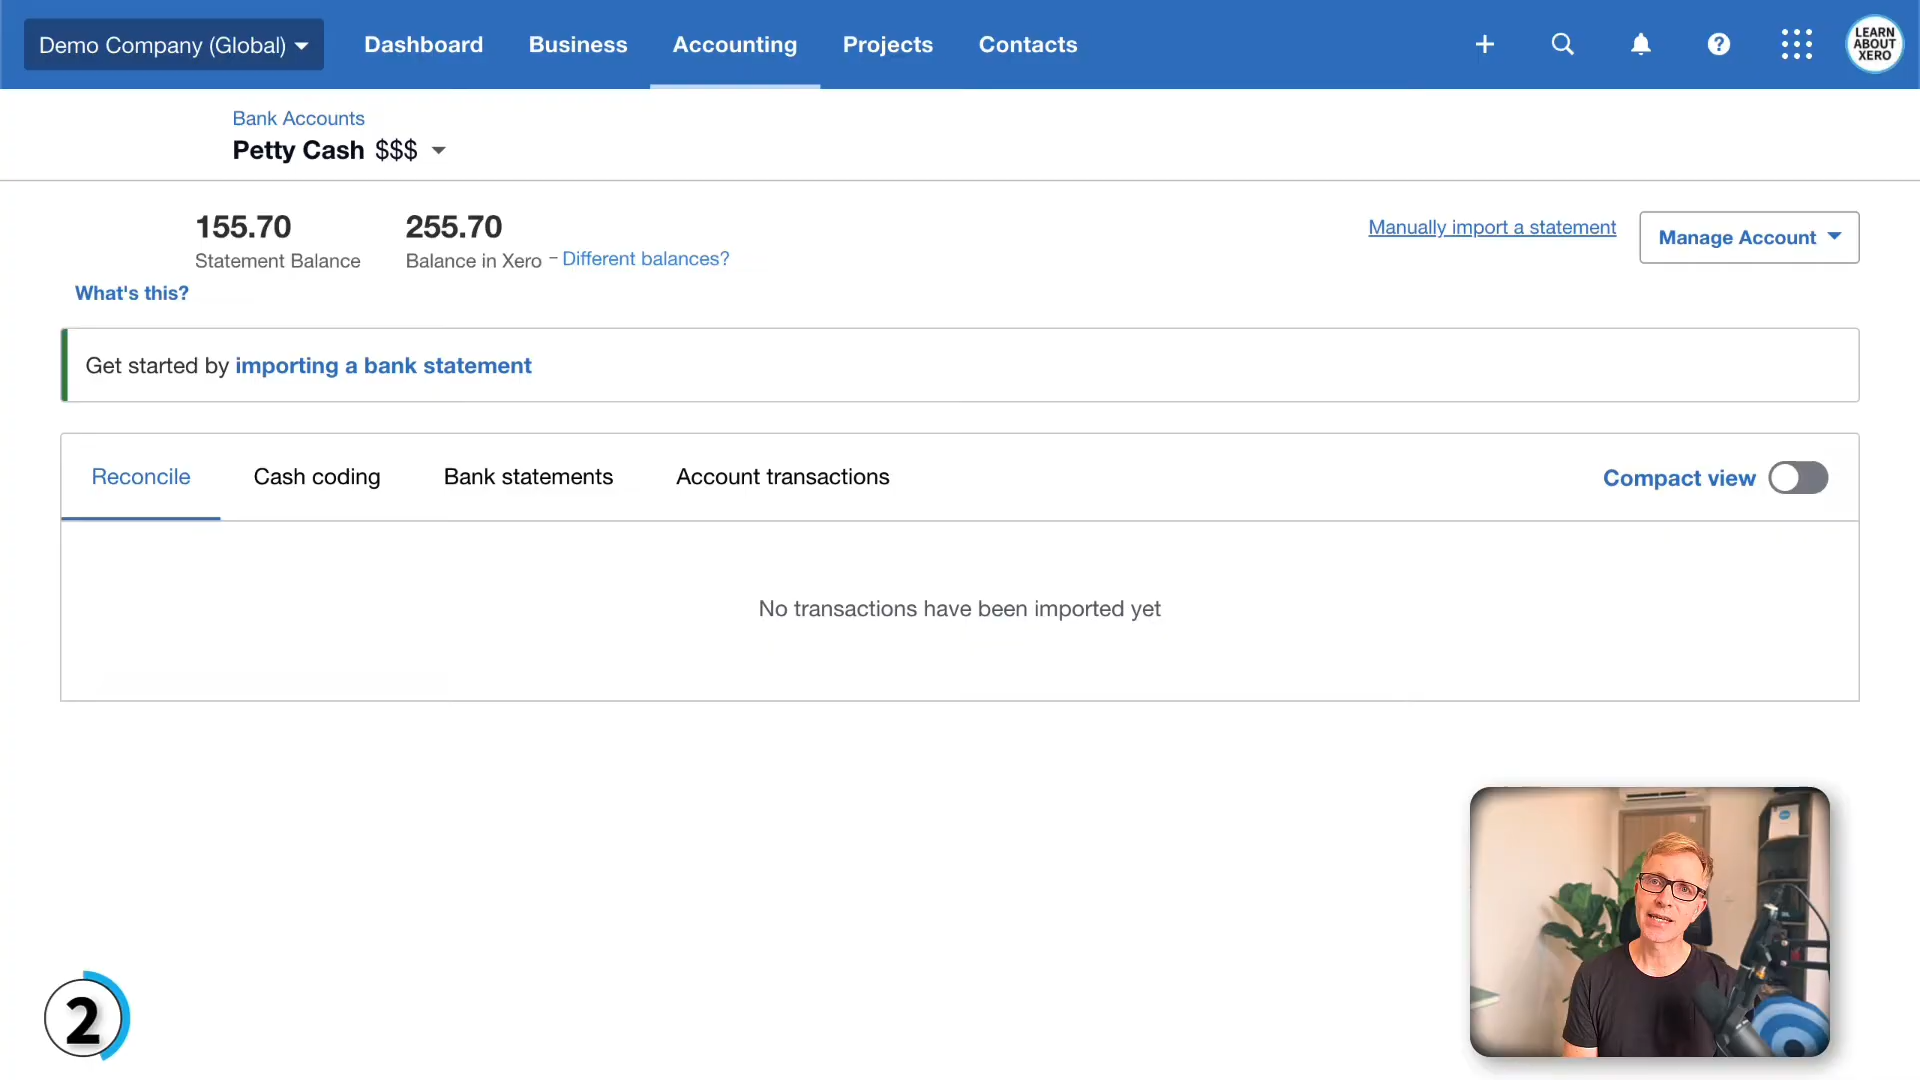 Demo Company (Global)
Dashboard
Business
Accounting
Projects
Contacts
LEARN
ABOUT
XERO
Bank Accounts
Petty Cash $$$
155.70
Statement Balance
255.70
Balance in Xero – Different balances?
Manually import a statement
Manage Account
What's this?
Get started by importing a bank statement
Reconcile
Cash coding
Bank statements
Account transactions
Compact view
No transactions have been imported yet
2